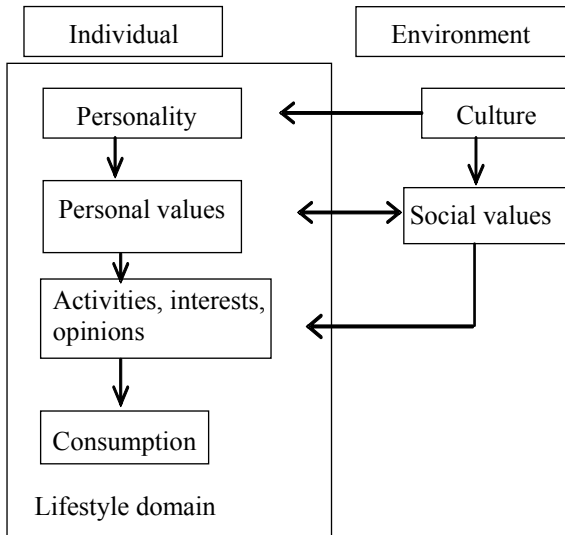 Individual
Environment
Personality
Culture
Personal values
Social values
Activities, interests,
opinions
Consumption
Lifestyle domain